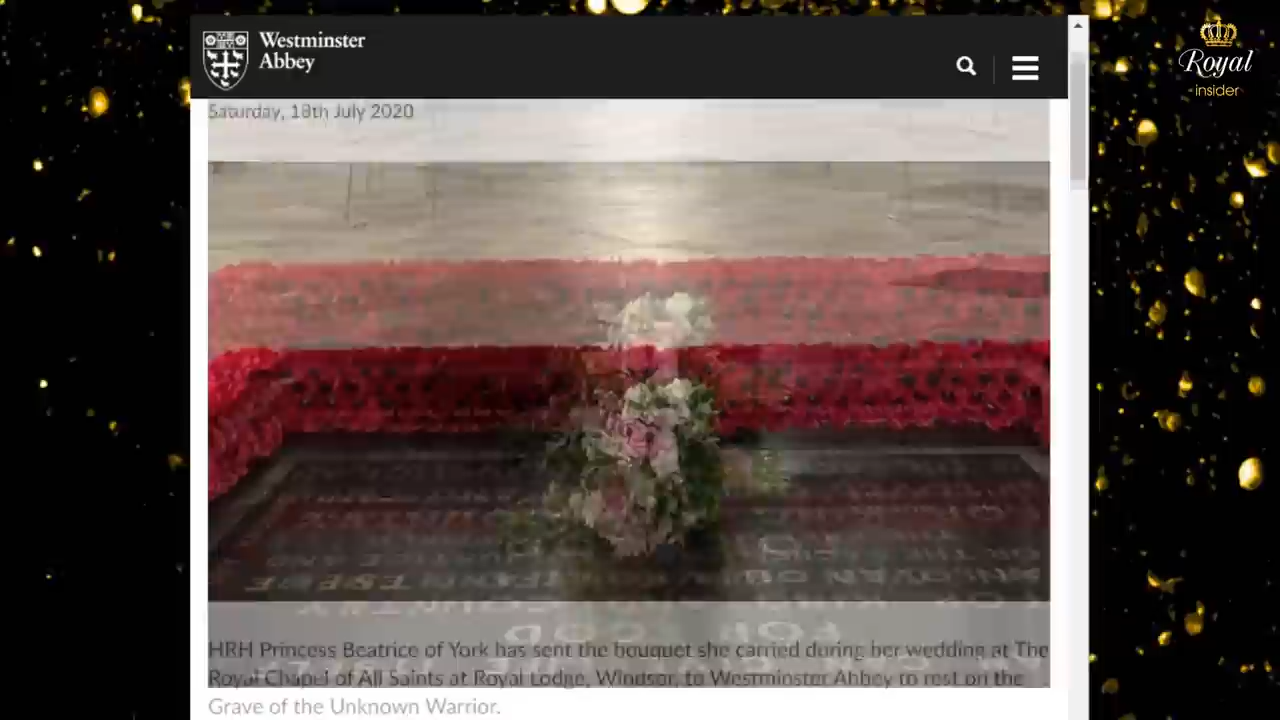 Westminster
Abbey
Royal
insider
Saturday, 18th July 2020
FOR GOD
HRH Princess Beatrice of York has sent the bouquet she carried during her wedding at The
Royal Chapel of All Saints at Royal Lodge, Windsor, to Westminster Abbey to rest on the
Grave of the Unknown Warrior.